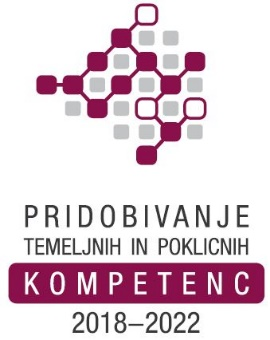 PRIDOBIVANJE
TEMELJNIH IN POKLICNIH
KOMPETENC
2018–2022